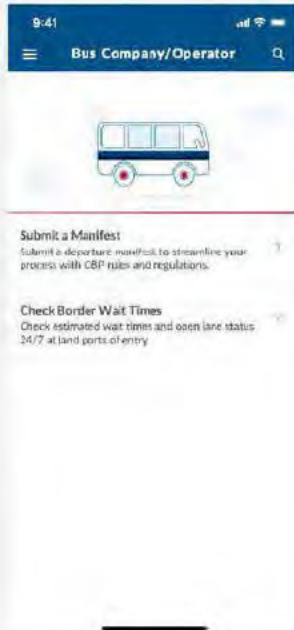 9:41
Bus Company/Operator
Submit a Manifest
Submit a departure manifest to streamline your
process with CBP rules and regulations.
Check Border Wait Times
Check estimated wait times and open lane status
24/7 at land ports of entry